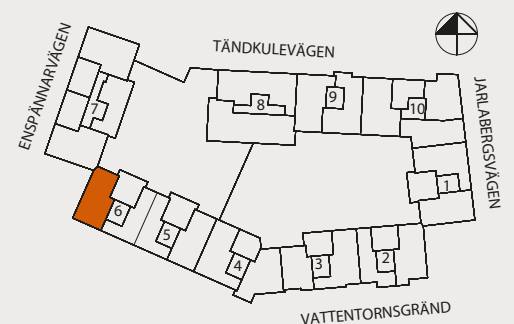 TÄNDKULEVÄGEN
ENSPÄNNARVÄGEN
JARLABERGSVÄGEN
7
8
9
10
1
6
5
4
3
2
VATTENTORNSGRÄND